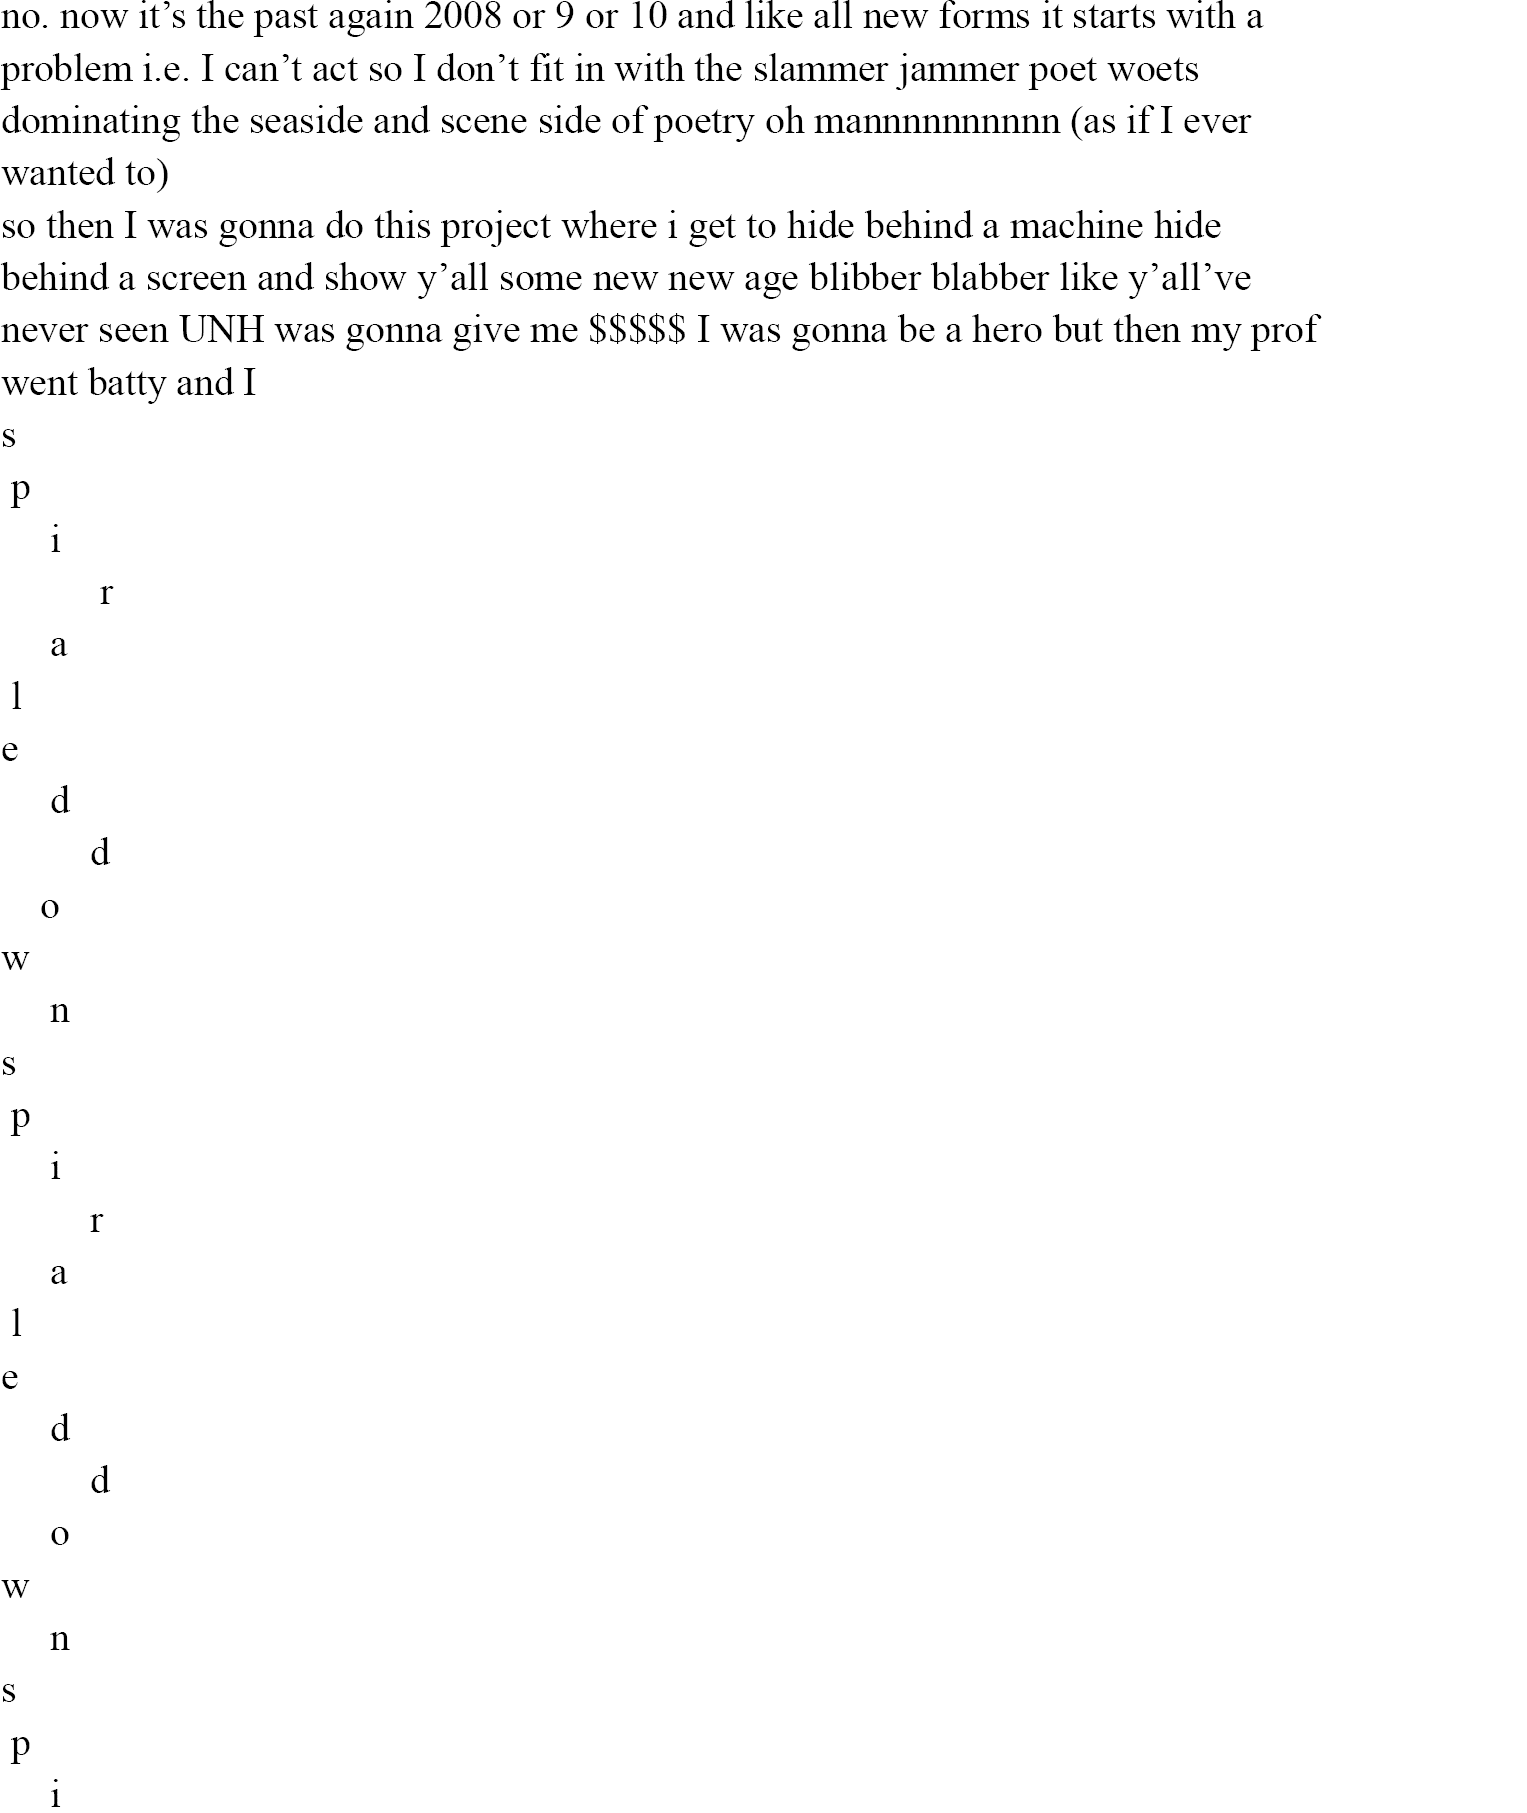 no. now it’s the past again 2008 or 9 or 10 and like all new forms it starts with a
problem i.e. I can’t act so I don’t fit in with the slammer jammer poet woets
dominating the seaside and scene side of poetry oh mannnnnnnnnn (as if I ever
wanted to)
so then I was gonna do this project where i get to hide behind a machine hide
behind a screen and show y’all some new new age blibber blabber like y’all’ve
never seen UNH was gonna give me $$$$$ I was gonna be a hero but then my prof
went batty and I
s
p
i
r
a
l
e
d
d
o
w
n
s
p
i
r
a
l
e
d
d
o
w
n
s
p
i